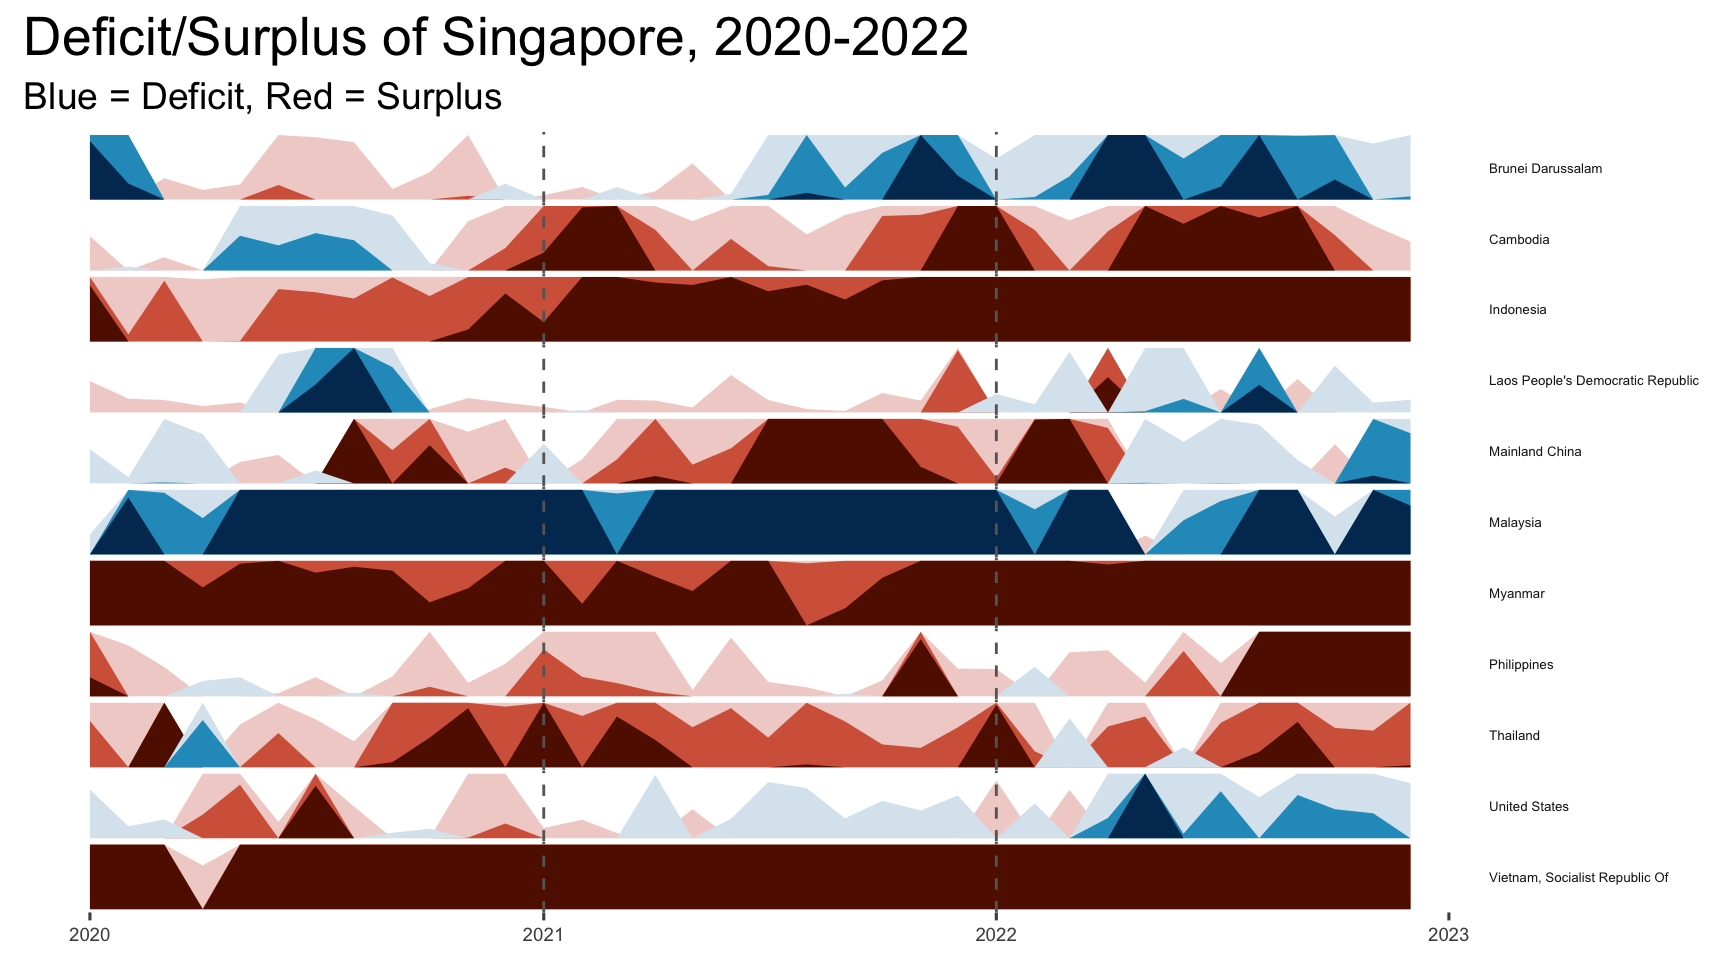 Deficit/Surplus of Singapore, 2020-2022
Blue = Deficit, Red = Surplus
Brunei Darussalam
Cambodia
Indonesia
Laos People's Democratic Republic
Mainland China
Malaysia
Myanmar
Philippines
Thailand
United States
Vietnam, Socialist Republic Of
2020 2021 2022 2023